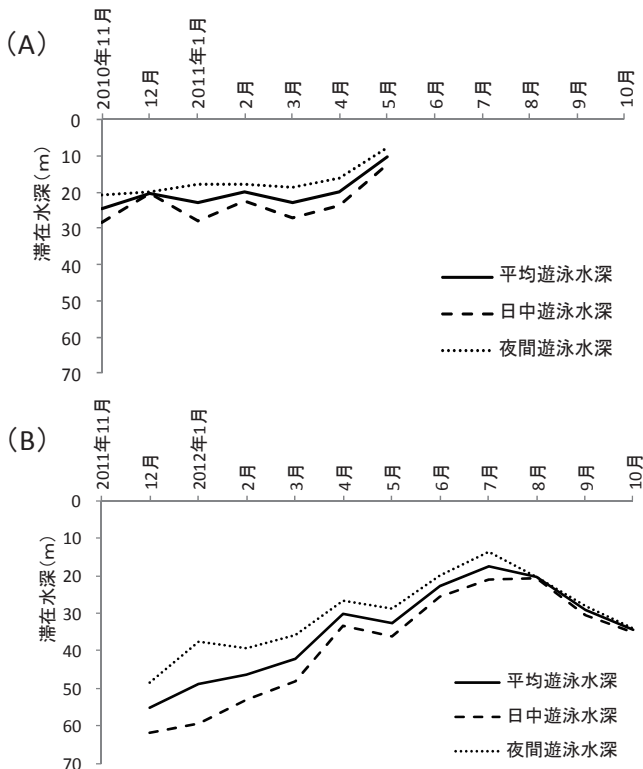 (A)
2010年11月
12月
2011年1月
2月
3月
4月
5月
6月
7月
8月
9月
10月
0
10
20
30
40
50
60
70
滞在水深(m)
平均遊泳水深
日中遊泳水深
夜間遊泳水深
(B)
2011年11月
12月
2012年1月
2月
3月
4月
5月
6月
7月
8月
9月
10月
0
10
20
30
40
50
60
70
滞在水深(m)
平均遊泳水深
日中遊泳水深
夜間遊泳水深